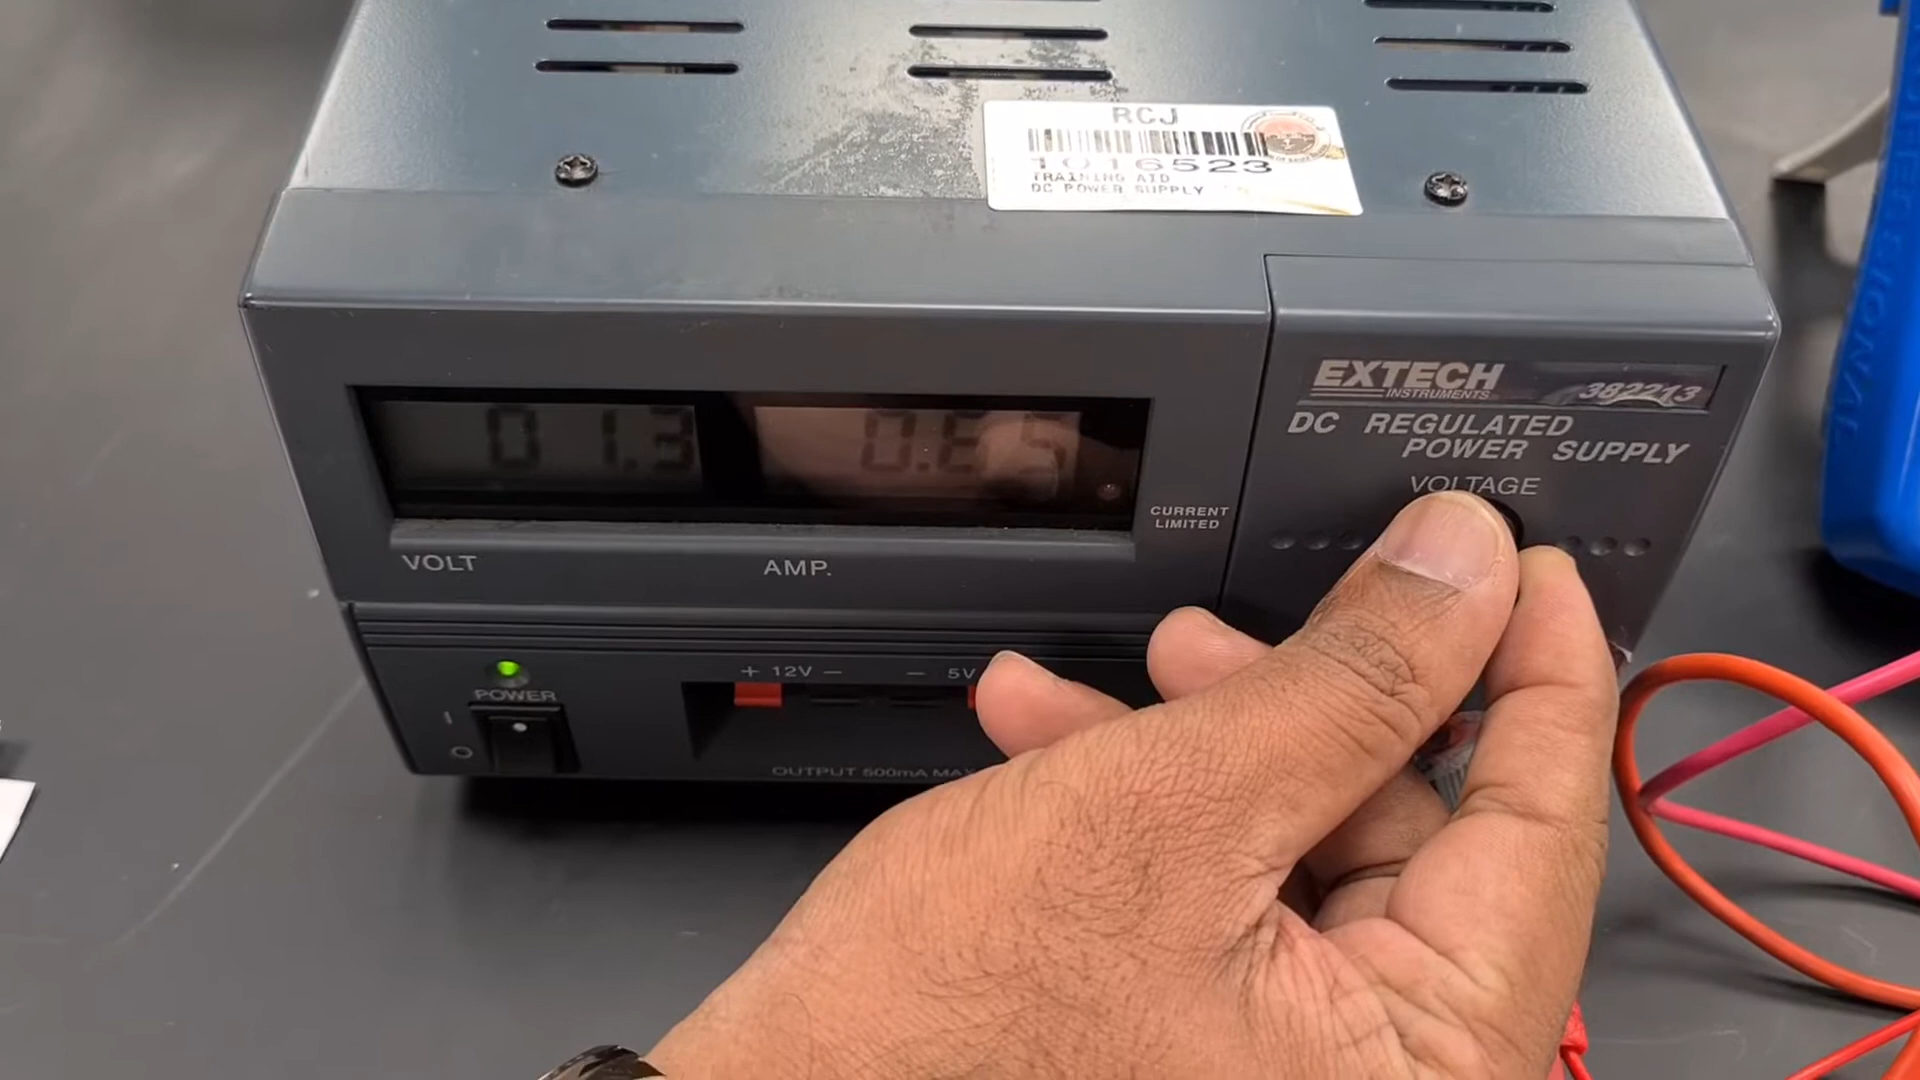 RCJ
1016523
TRAINING AID
DC POWER SUPPLY
EXTECH
INSTRUMENTS
382213
DC REGULATED
POWER SUPPLY
VOLTAGE
01.3
CURRENT
LIMITED
VOLT
AMP.
+ 12V − − 5V
POWER
I
O
OUTPUT 500mA MAX